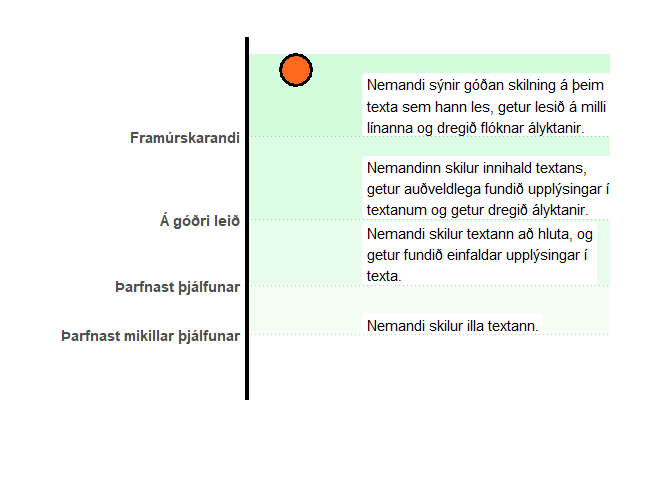 Nemandi sýnir góðan skilning á þeim
texta sem hann les, getur lesið á milli
línanna og dregið flóknar ályktanir.
Framúrskarandi
Nemandinn skilur innihald textans,
getur auðveldlega fundið upplýsingar í
textanum og getur dregið ályktanir.
Á góðri leið
Nemandi skilur textann að hluta, og
getur fundið einfaldar upplýsingar í
texta.
Þarfnast þjálfunar
Nemandi skilur illa textann.
Þarfnast mikillar þjálfunar